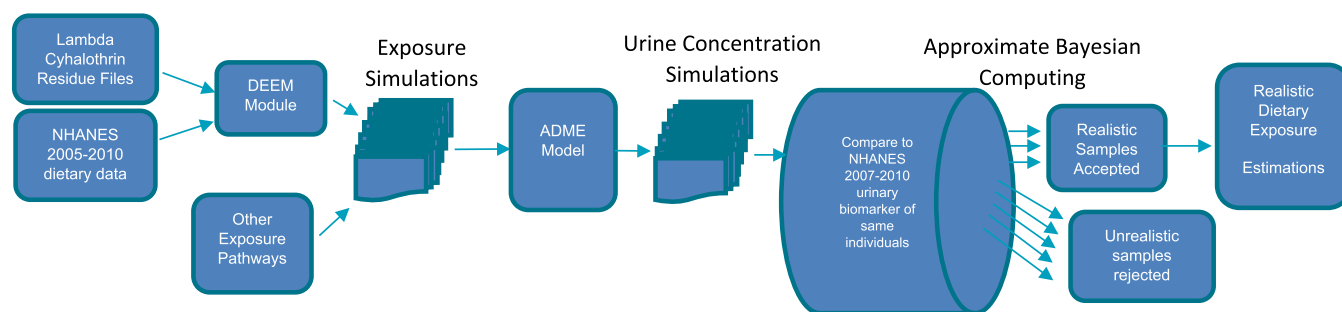 Lambda
Cyhalothrin
Residue Files
NHANES
2005-2010
dietary data
DEEM
Module
Other
Exposure
Pathways
Exposure
Simulations
ADME
Model
Urine Concentration
Simulations
Approximate Bayesian
Computing
Compare to
NHANES
2007-2010
urinary
biomarker of
same
individuals
Realistic
Samples
Accepted
Unrealistic
samples
rejected
Realistic
Dietary
Exposure
Estimations